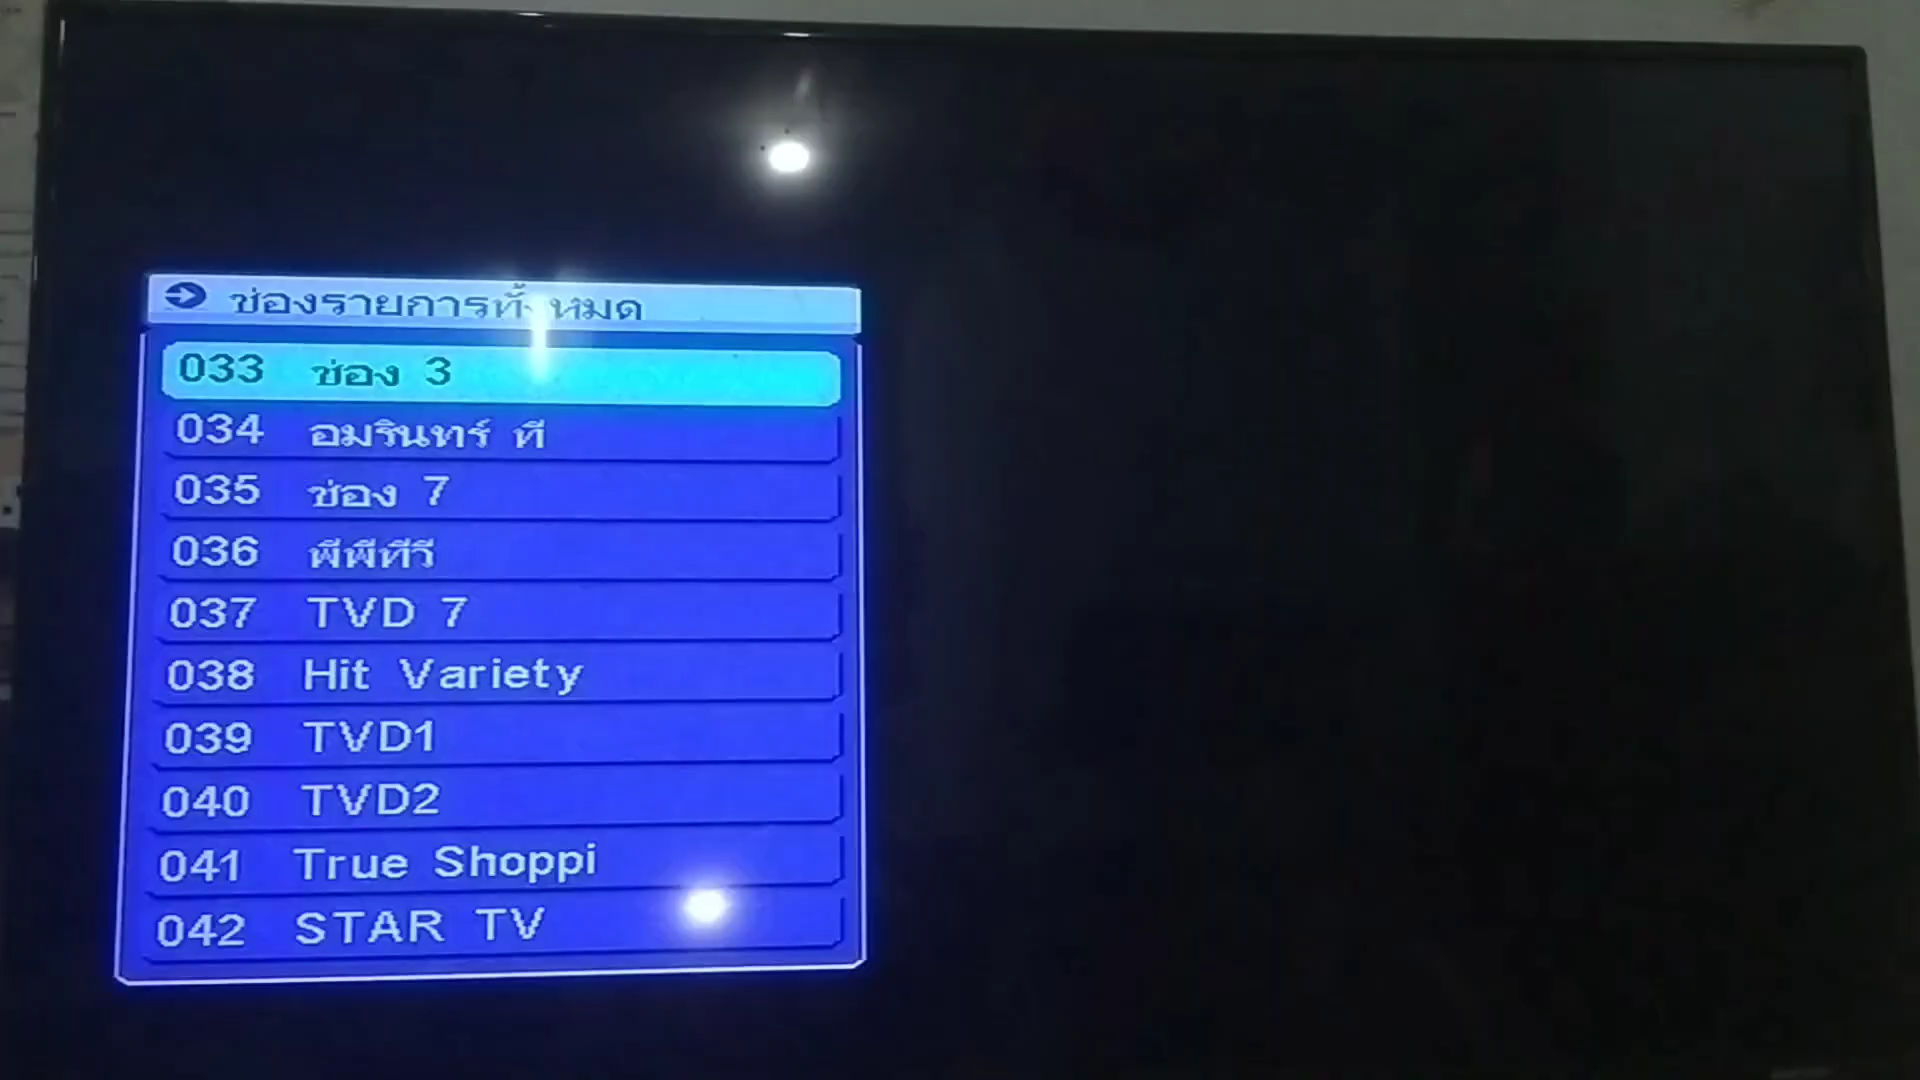 ช่องรายการทั้งหมด
033 ช่อง 3
034 อมรินทร์ ที
035 ช่อง 7
036 พีพีทีวี
037 TVD 7
038 Hit Variety
039 TVD1
040 TVD2
041 True Shoppi
042 STAR TV